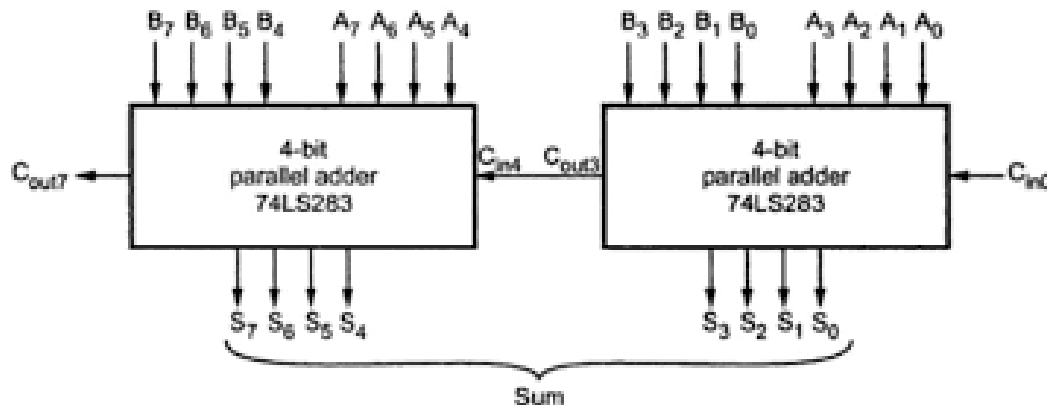 B₇ B₆ B₅ B₄ A₇ A₆ A₅ A₄ B₃ B₂ B₁ B₀ A₃ A₂ A₁ A₀
4-bit
parallel adder
74LS283
4-bit
parallel adder
74LS283
Cout7 Cin4 Cout3 Cin0
S₇ S₆ S₅ S₄ S₃ S₂ S₁ S₀
Sum